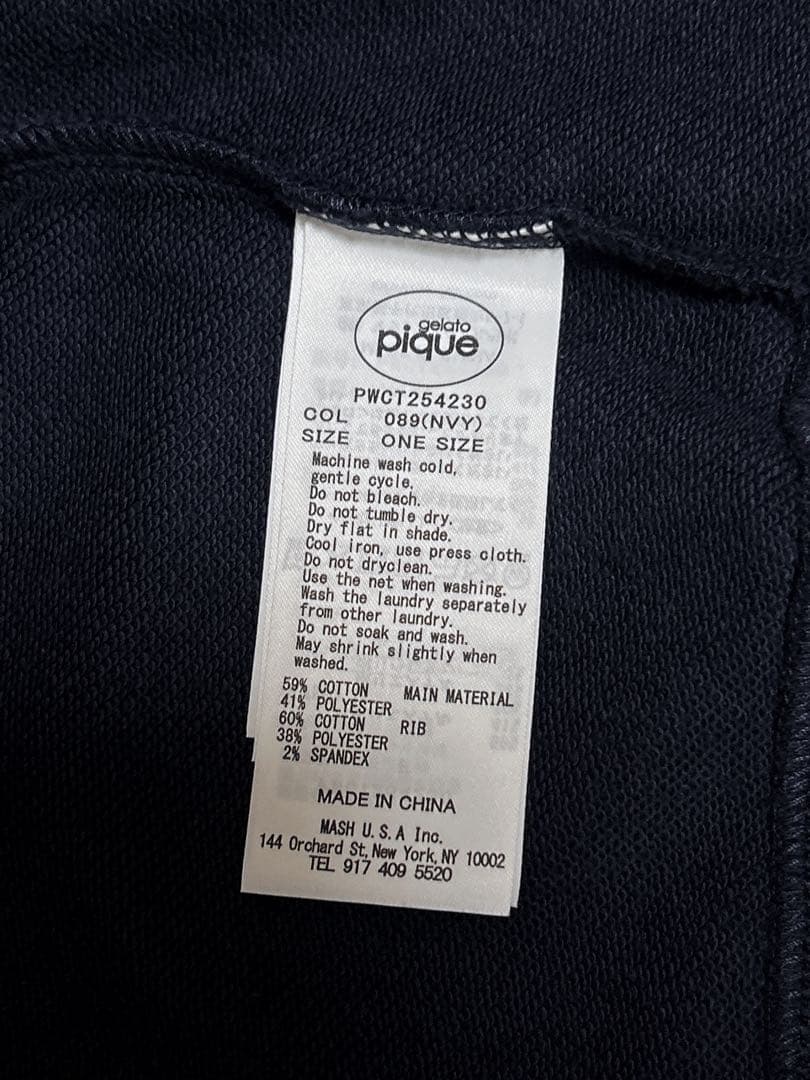 gelato
pique
PWCT254230
COL 089(NVY)
SIZE ONE SIZE
Machine wash cold,
gentle cycle.
Do not bleach.
Do not tumble dry.
Dry flat in shade.
Cool iron, use press cloth.
Do not dryclean.
Use the net when washing.
Wash the laundry separately
from other laundry.
Do not soak and wash.
May shrink slightly when
washed.
59% COTTON MAIN MATERIAL
41% POLYESTER
60% COTTON RIB
38% POLYESTER
2% SPANDEX
MADE IN CHINA
MASH U.S.A Inc.
144 Orchard St, New York, NY 10002
TEL 917 409 5520